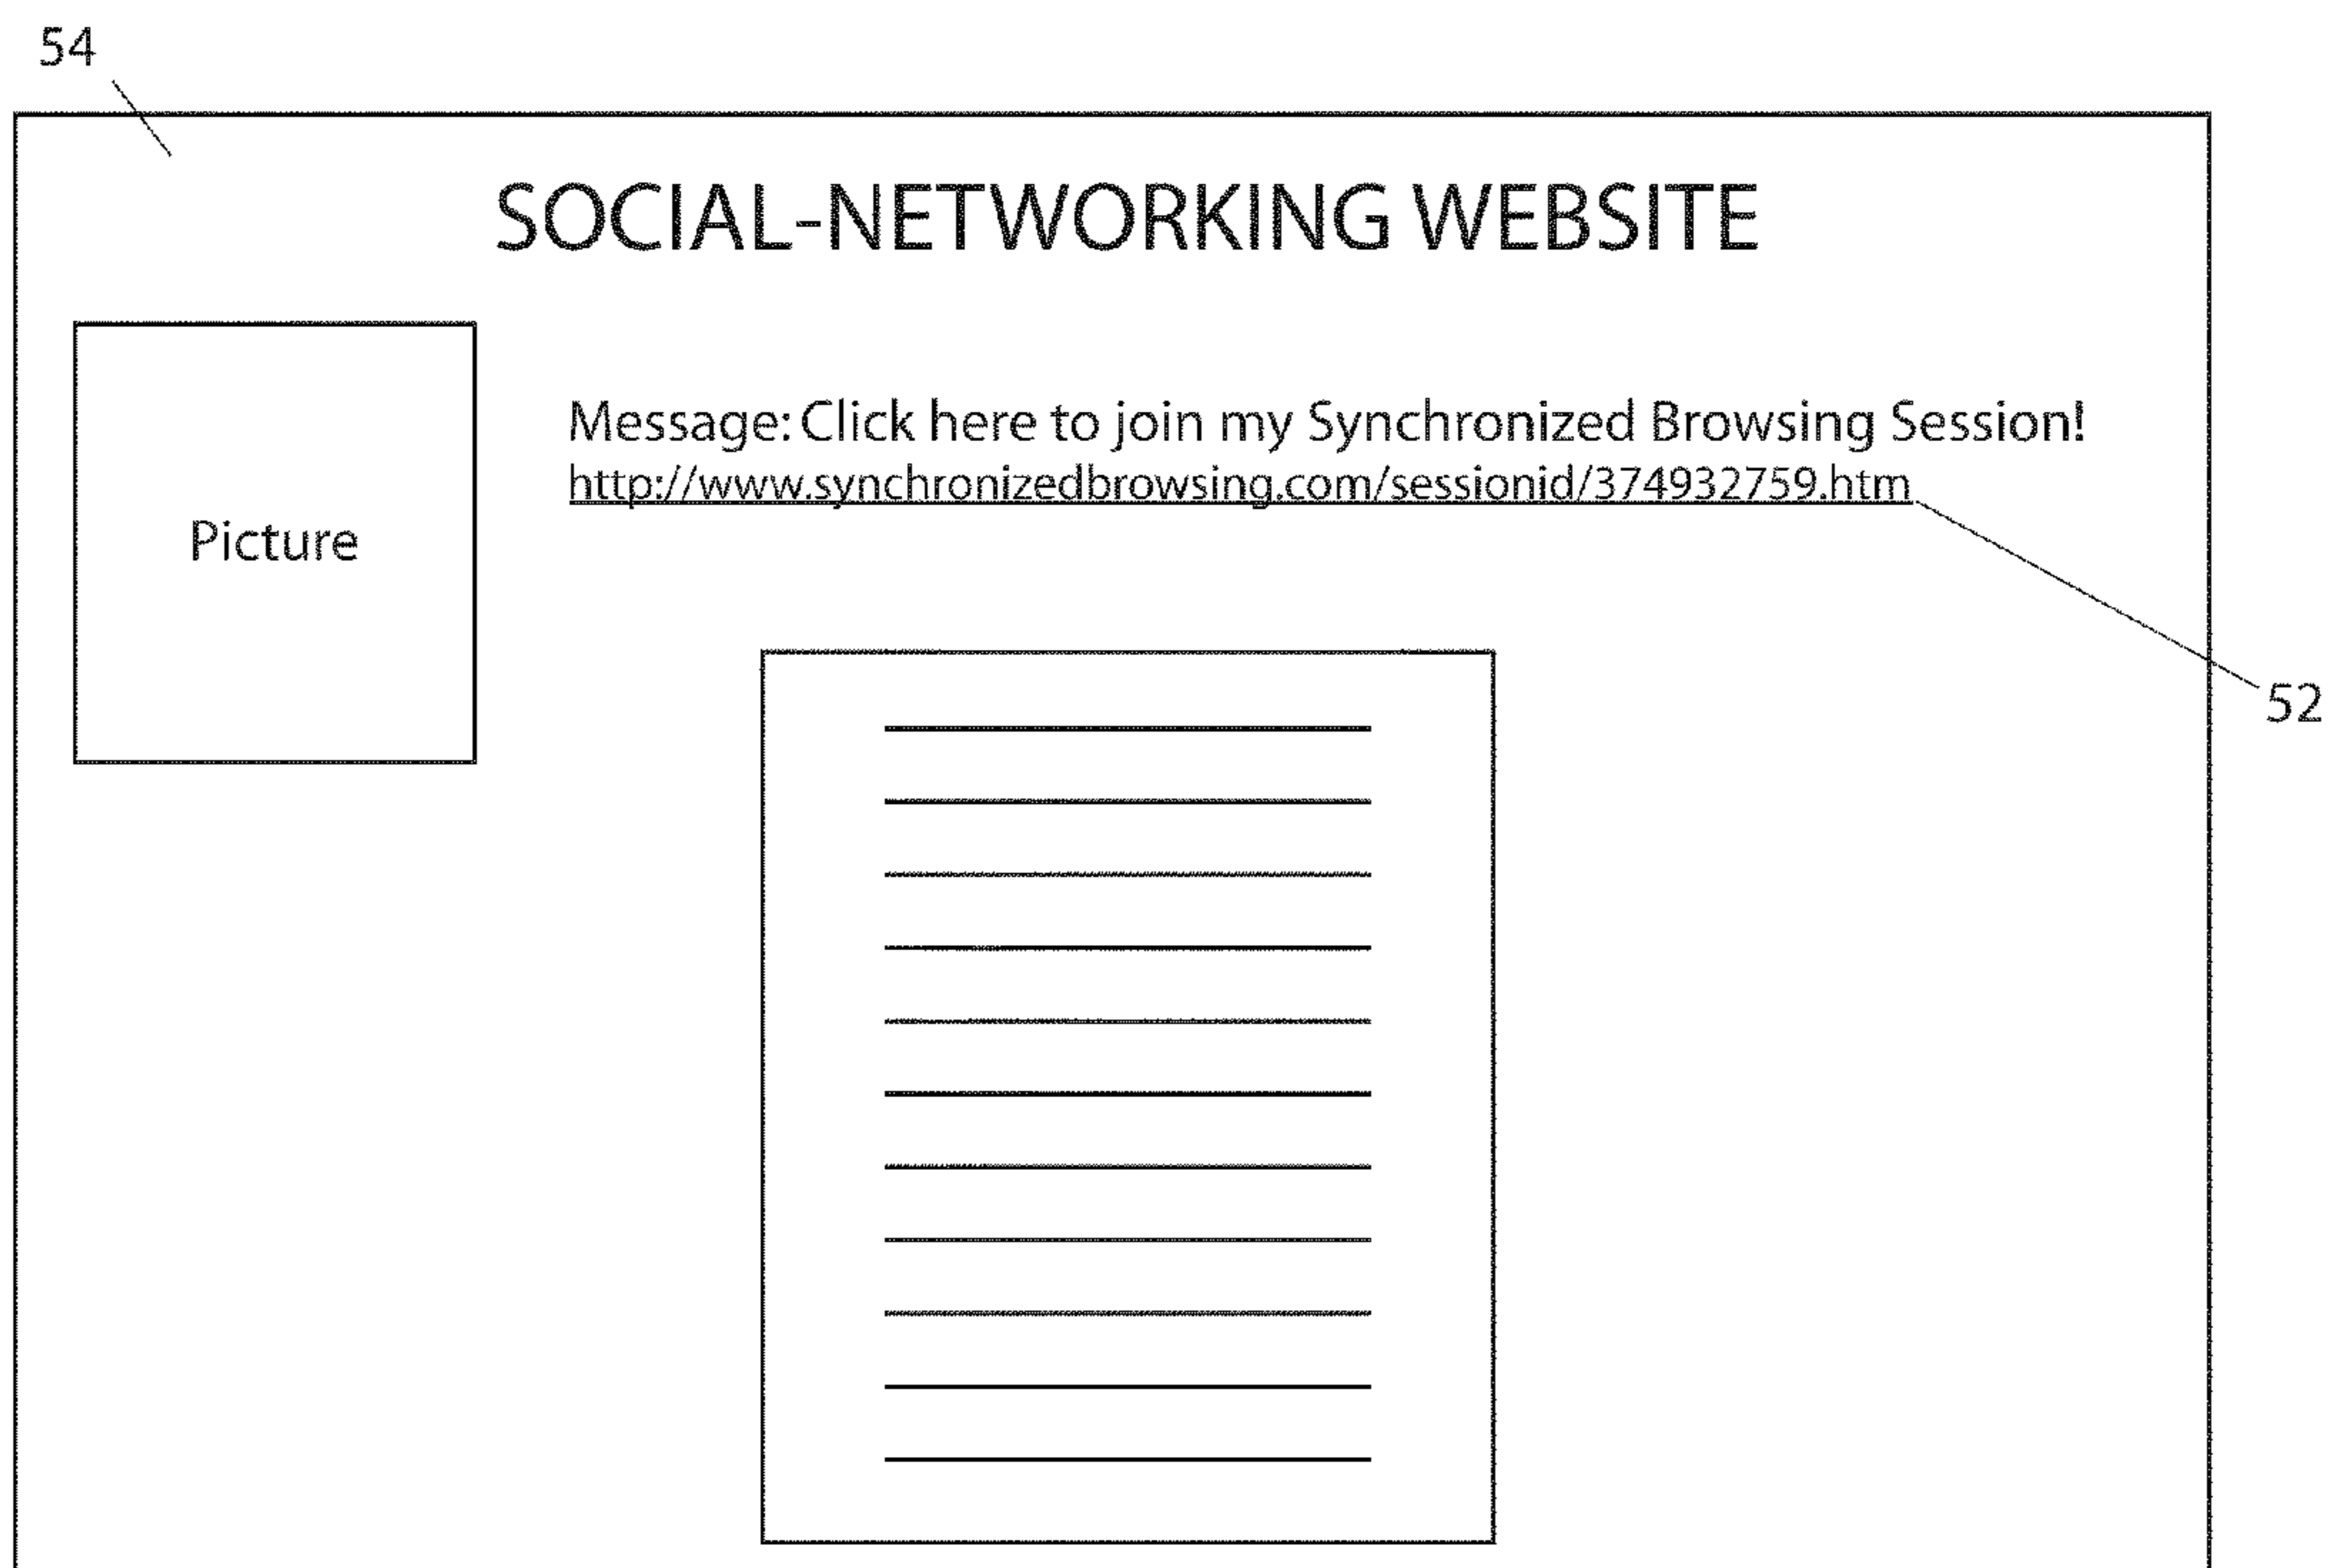 54
SOCIAL-NETWORKING WEBSITE
Message: Click here to join my Synchronized Browsing Session!
http://www.synchronizedbrowsing.com/sessionid/374932759.htm
Picture
52